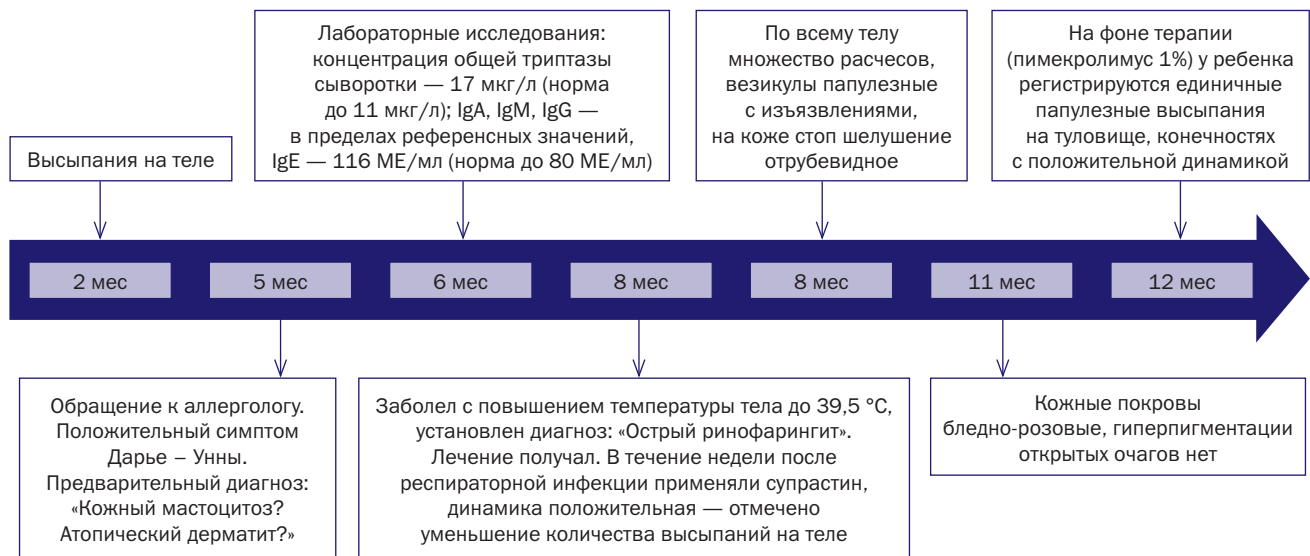 Высыпания на теле
Лабораторные исследования:
концентрация общей триптазы
сыворотки — 17 мкг/л (норма
до 11 мкг/л); IgA, IgM, IgG —
в пределах референсных значений,
IgE — 116 МЕ/мл (норма до 80 МЕ/мл)
По всему телу
множество расчесов,
везикулы папулезные
с изъязвлениями,
на коже стоп шелушение
отрубевидное
На фоне терапии
(пимекролимус 1%) у ребенка
регистрируются единичные
папулезные высыпания
на туловище, конечностях
с положительной динамикой
2 мес
5 мес
6 мес
8 мес
8 мес
11 мес
12 мес
Обращение к аллергологу.
Положительный симптом
Дарье – Унны.
Предварительный диагноз:
«Кожный мастоцитоз?
Атопический дерматит?»
Заболел с повышением температуры тела до 39,5 °С,
установлен диагноз: «Острый ринофарингит».
Лечение получал. В течение недели после
респираторной инфекции применяли супрастин,
динамика положительная — отмечено
уменьшение количества высыпаний на теле
Кожные покровы
бледно-розовые, гиперпигментации
открытых очагов нет